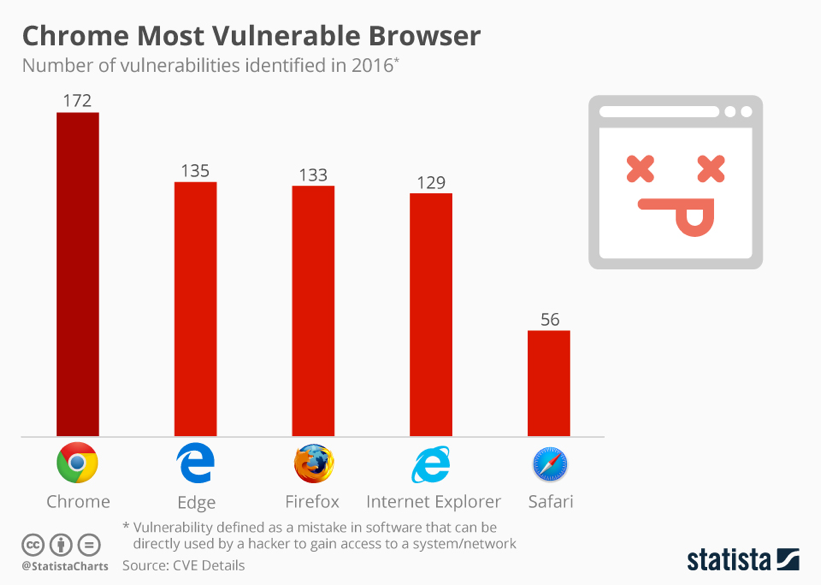 Chrome Most Vulnerable Browser
Number of vulnerabilities identified in 2016*
172
135
133
129
56
Chrome
Edge
Firefox
Internet Explorer
Safari
* Vulnerability defined as a mistake in software that can be
directly used by a hacker to gain access to a system/network
cc
@StatistaCharts
Source: CVE Details
statista